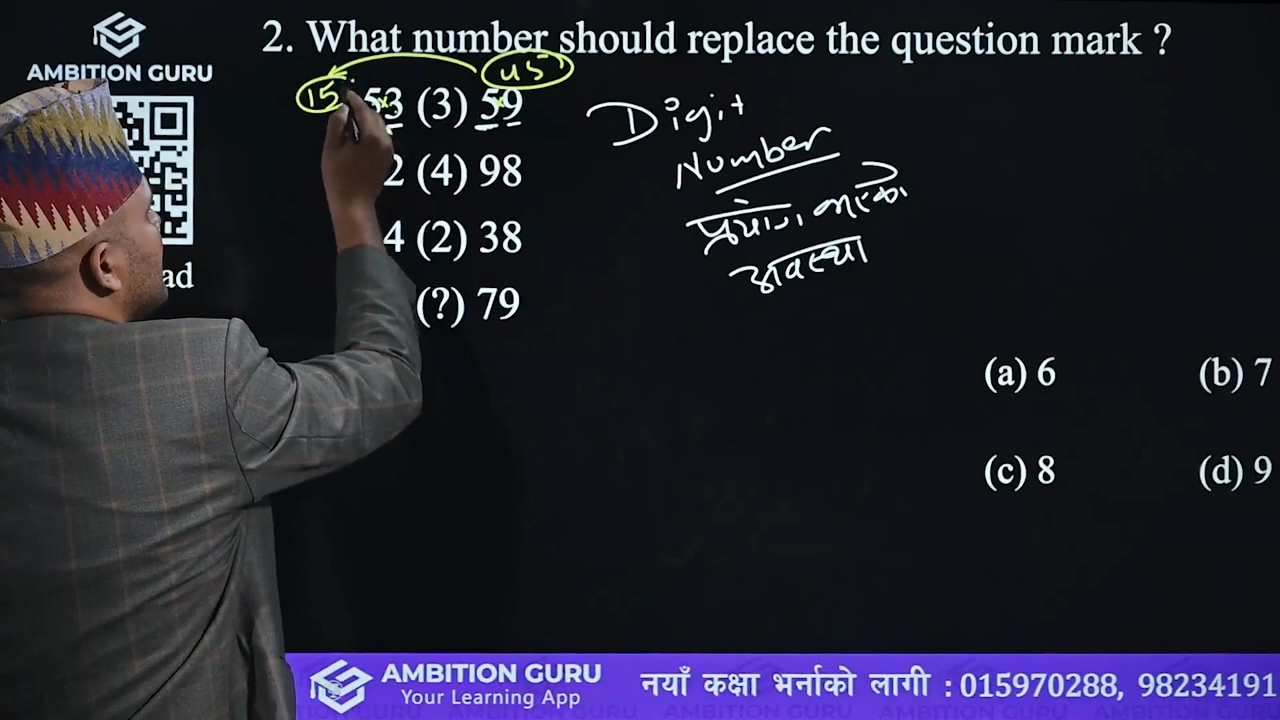 2. What number should replace the question mark ?
AMBITION GURU
45
15
53 (3) 59
Digit
Number
2 (4) 98
प्रयोग भएको
4 (2) 38
अवस्था
ad
(?) 79
(a) 6
(b) 7
(c) 8
(d) 9
AMBITION GURU
Your Learning App
नयाँ कक्षा भर्नाको लागी : 015970288, 98234191